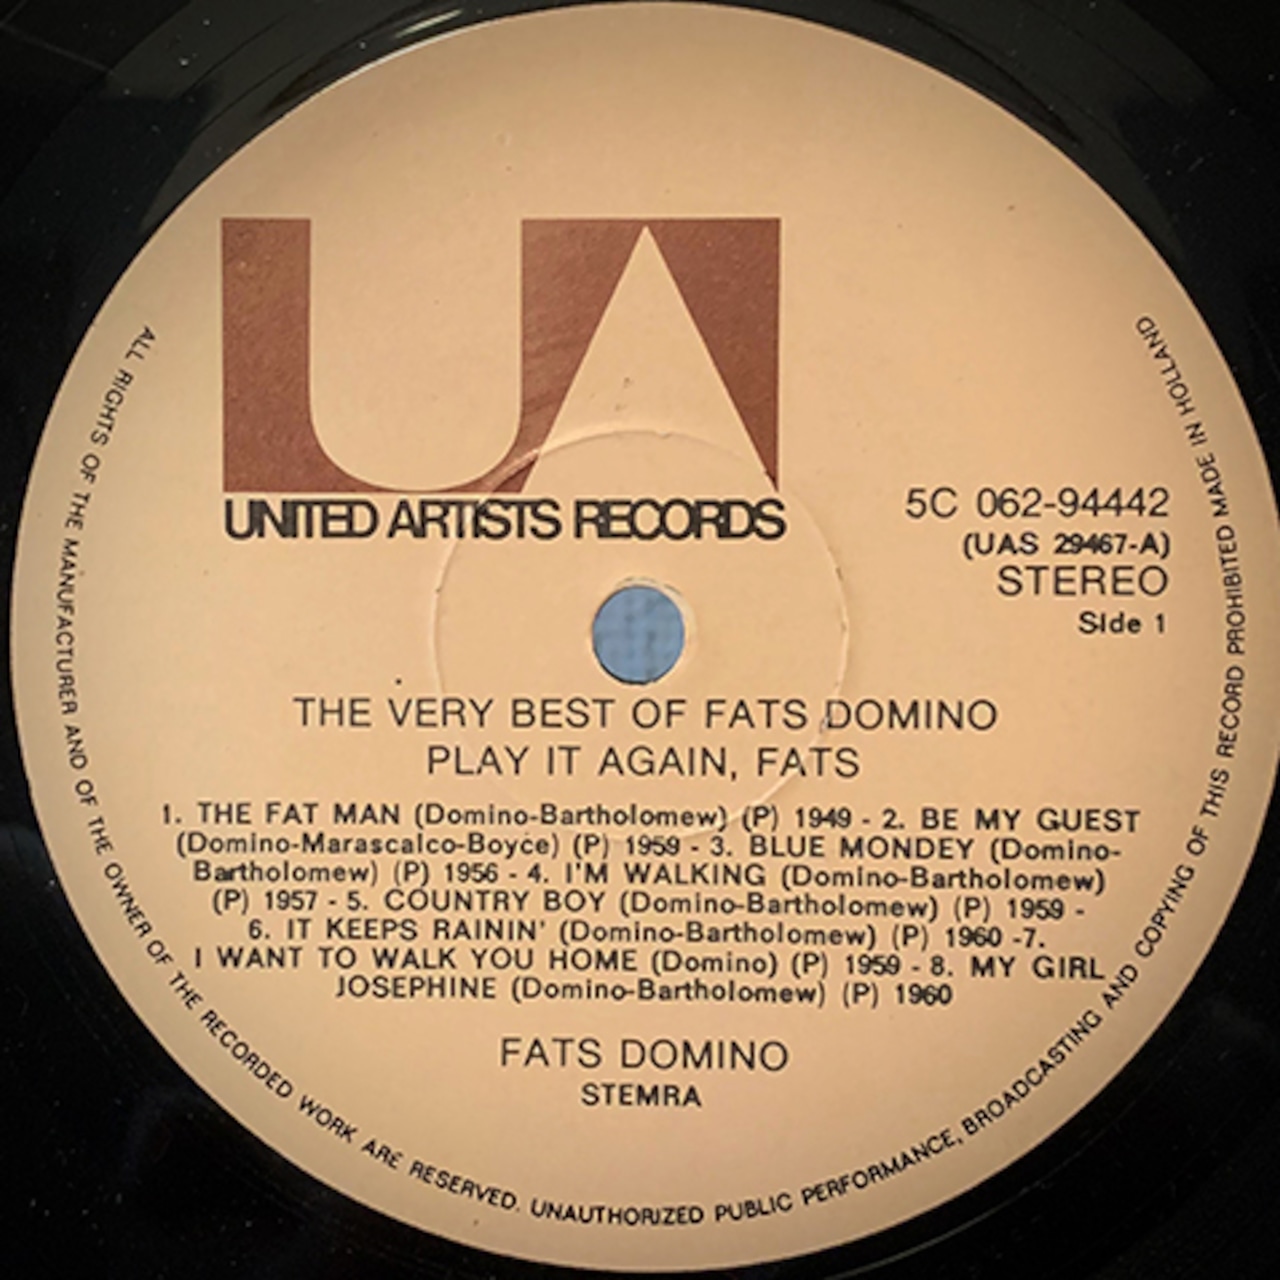 UA
UNITED ARTISTS RECORDS
5C 062-94442
(UAS 29467-A)
STEREO
Side 1
THE VERY BEST OF FATS DOMINO
PLAY IT AGAIN, FATS
1. THE FAT MAN (Domino-Bartholomew) (P) 1949 - 2. BE MY GUEST
(Domino-Marascalco-Boyce) (P) 1959 - 3. BLUE MONDEY (Domino-
Bartholomew) (P) 1956 - 4. I'M WALKING (Domino-Bartholomew)
(P) 1957 - 5. COUNTRY BOY (Domino-Bartholomew) (P) 1959 -
6. IT KEEPS RAININ' (Domino-Bartholomew) (P) 1960 -7.
I WANT TO WALK YOU HOME (Domino) (P) 1959 - 8. MY GIRL
JOSEPHINE (Domino-Bartholomew) (P) 1960
FATS DOMINO
STEMRA
ALL RIGHTS OF THE MANUFACTURER AND OF THE OWNER OF THE RECORDED WORK ARE RESERVED. UNAUTHORIZED PUBLIC PERFORMANCE, BROADCASTING AND COPYING OF THIS RECORD PROHIBITED MADE IN HOLLAND